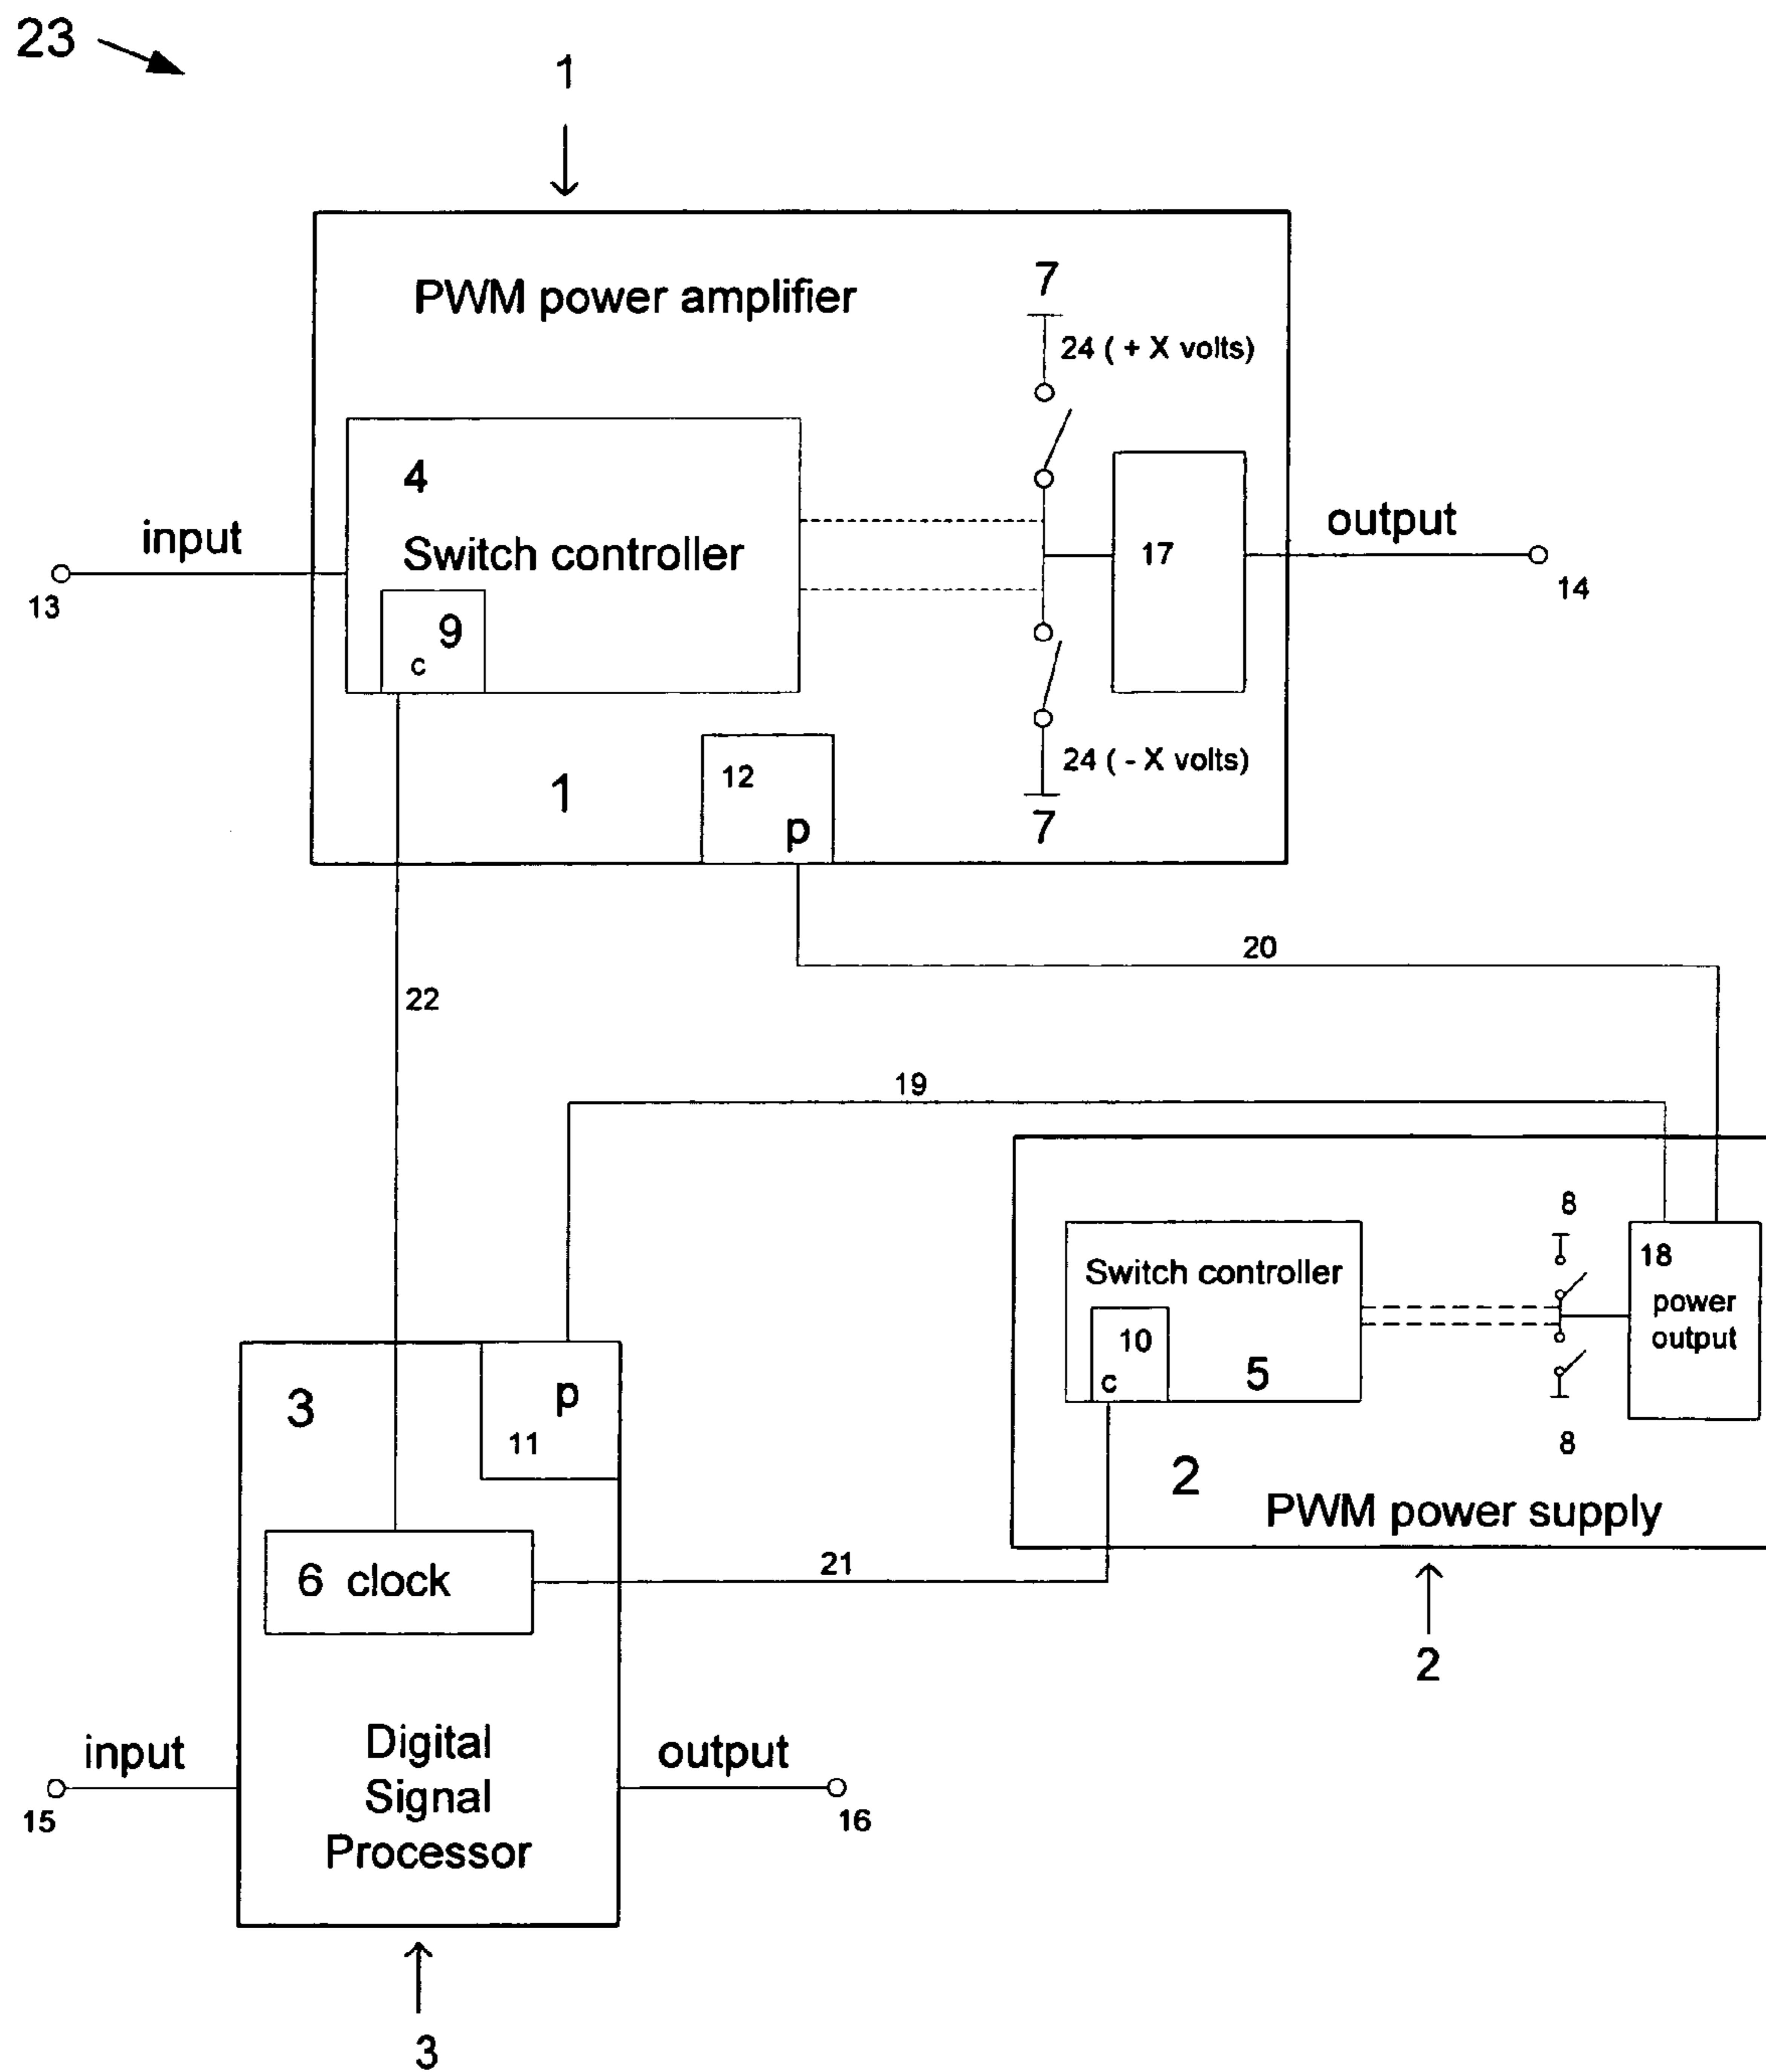 23
1
PWM power amplifier
7
24 ( + X volts)
4
Switch controller
input
13
9
c
17
output
14
24 ( - X volts)
7
1
12
p
20
22
19
8
Switch controller
18
power
output
10
c
5
8
2
PWM power supply
3
p
11
6 clock
21
2
input
15
Digital
Signal
Processor
output
16
3